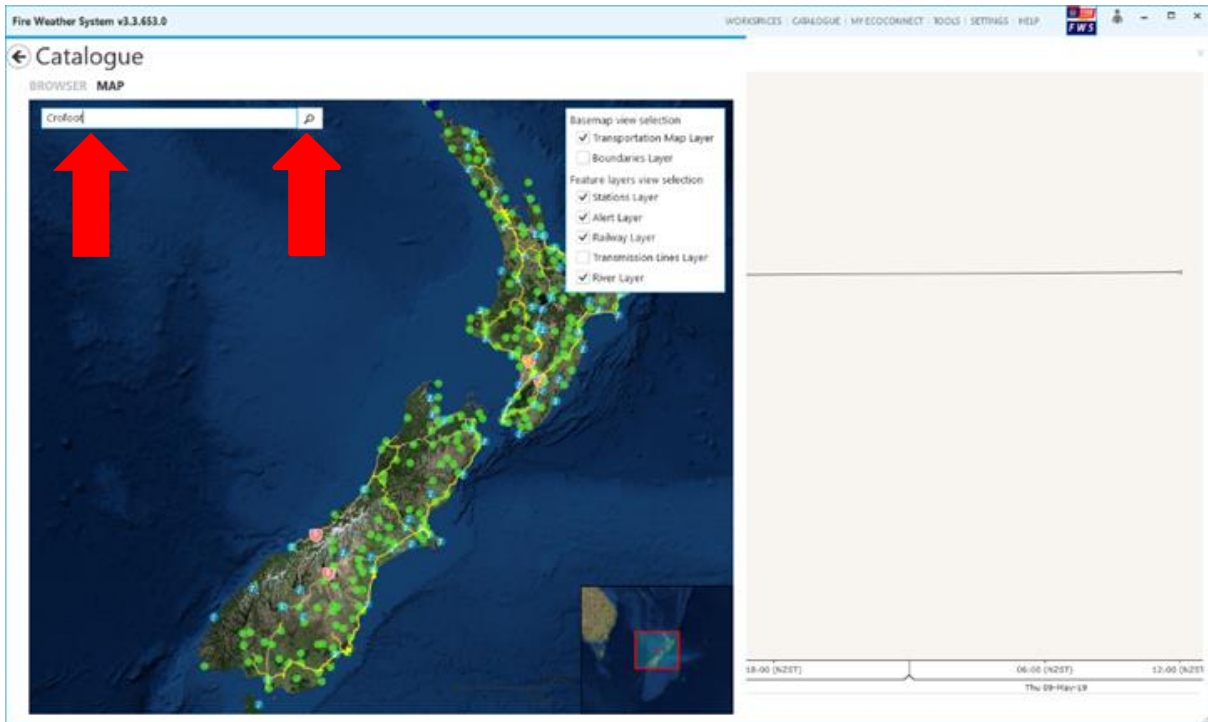 Fire Weather System v3.3.653.0
WORKSPACES | CATALOGUE | MY ECOCONNECT | TOOLS | SETTINGS | HELP
FWS
Catalogue
BROWSER MAP
Crofoot
Basemap view selection
Transportation Map Layer
Boundaries Layer
Feature layers view selection
Stations Layer
Alert Layer
Railway Layer
Transmission Lines Layer
River Layer
18:00 (NZST)
06:00 (NZST)
12:00 (NZST
Thu 09-May-19